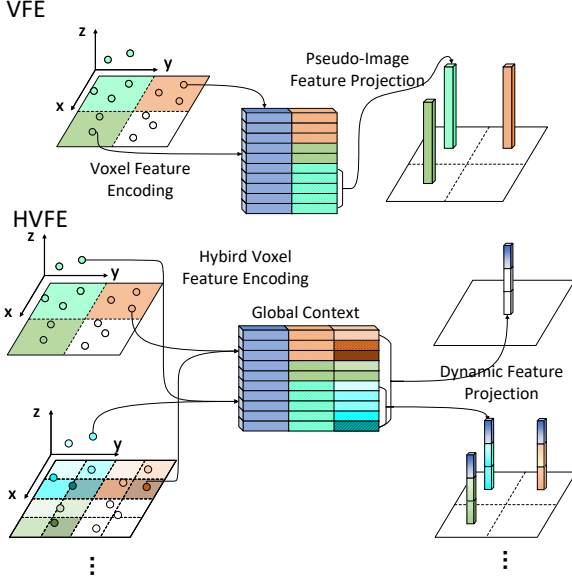 VFE
z
y
x
Pseudo-Image
Feature Projection
Voxel Feature
Encoding
HVFE
z
y
x
Hybird Voxel
Feature Encoding
Global Context
Dynamic Feature
Projection
z
y
x
...
...